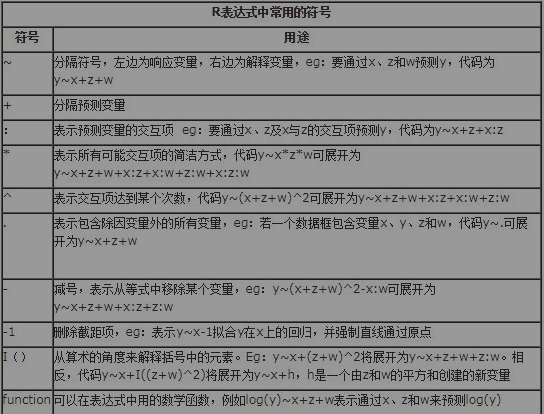 R表达式中常用的符号
符号 用途
~ 分隔符号，左边为响应变量，右边为解释变量，eg：要通过x、z和w预测y，代码为
y~x+z+w
+ 分隔预测变量
: 表示预测变量的交互项 eg：要通过x、z及x与z的交互项预测y，代码为y~x+z+x:z
* 表示所有可能交互项的简洁方式，代码y~x*z*w可展开为
y~x+z+w+x:z+x:w+z:w+x:z:w
^ 表示交互项达到某个次数，代码y~(x+z+w)^2可展开为y~x+z+w+x:z+x:w+z:w
. 表示包含除因变量外的所有变量，eg：若一个数据框包含变量x、y、z和w，代码y~.可展
开为y~x+z+w
- 减号，表示从等式中移除某个变量，eg：y~(x+z+w)^2-x:w可展开为
y~x+z+w+x:z+z:w
-1 删除截距项，eg：表示y~x-1拟合y在x上的回归，并强制直线通过原点
I（） 从算术的角度来解释括号中的元素。Eg：y~x+(z+w)^2将展开为y~x+z+w+z:w。相
反，代码y~x+I((z+w)^2)将展开为y~x+h，h是一个由z和w的平方和创建的新变量
function 可以在表达式中用的数学函数，例如log(y)~x+z+w表示通过x、z和w来预测log(y)